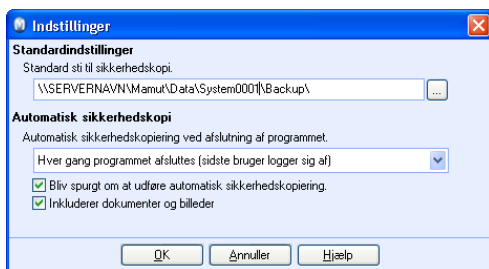 Indstillinger
Standardindstillinger
Standard sti til sikkerhedskopi.
\\SERVERNAVN\Mamut\Data\System0001\Backup\
...
Automatisk sikkerhedskopi
Automatisk sikkerhedskopiering ved afslutning af programmet.
Hver gang programmet afsluttes (sidste bruger logger sig af)
Bliv spurgt om at udføre automatisk sikkerhedskopiering.
Inkluderer dokumenter og billeder
OK Annuller Hjælp